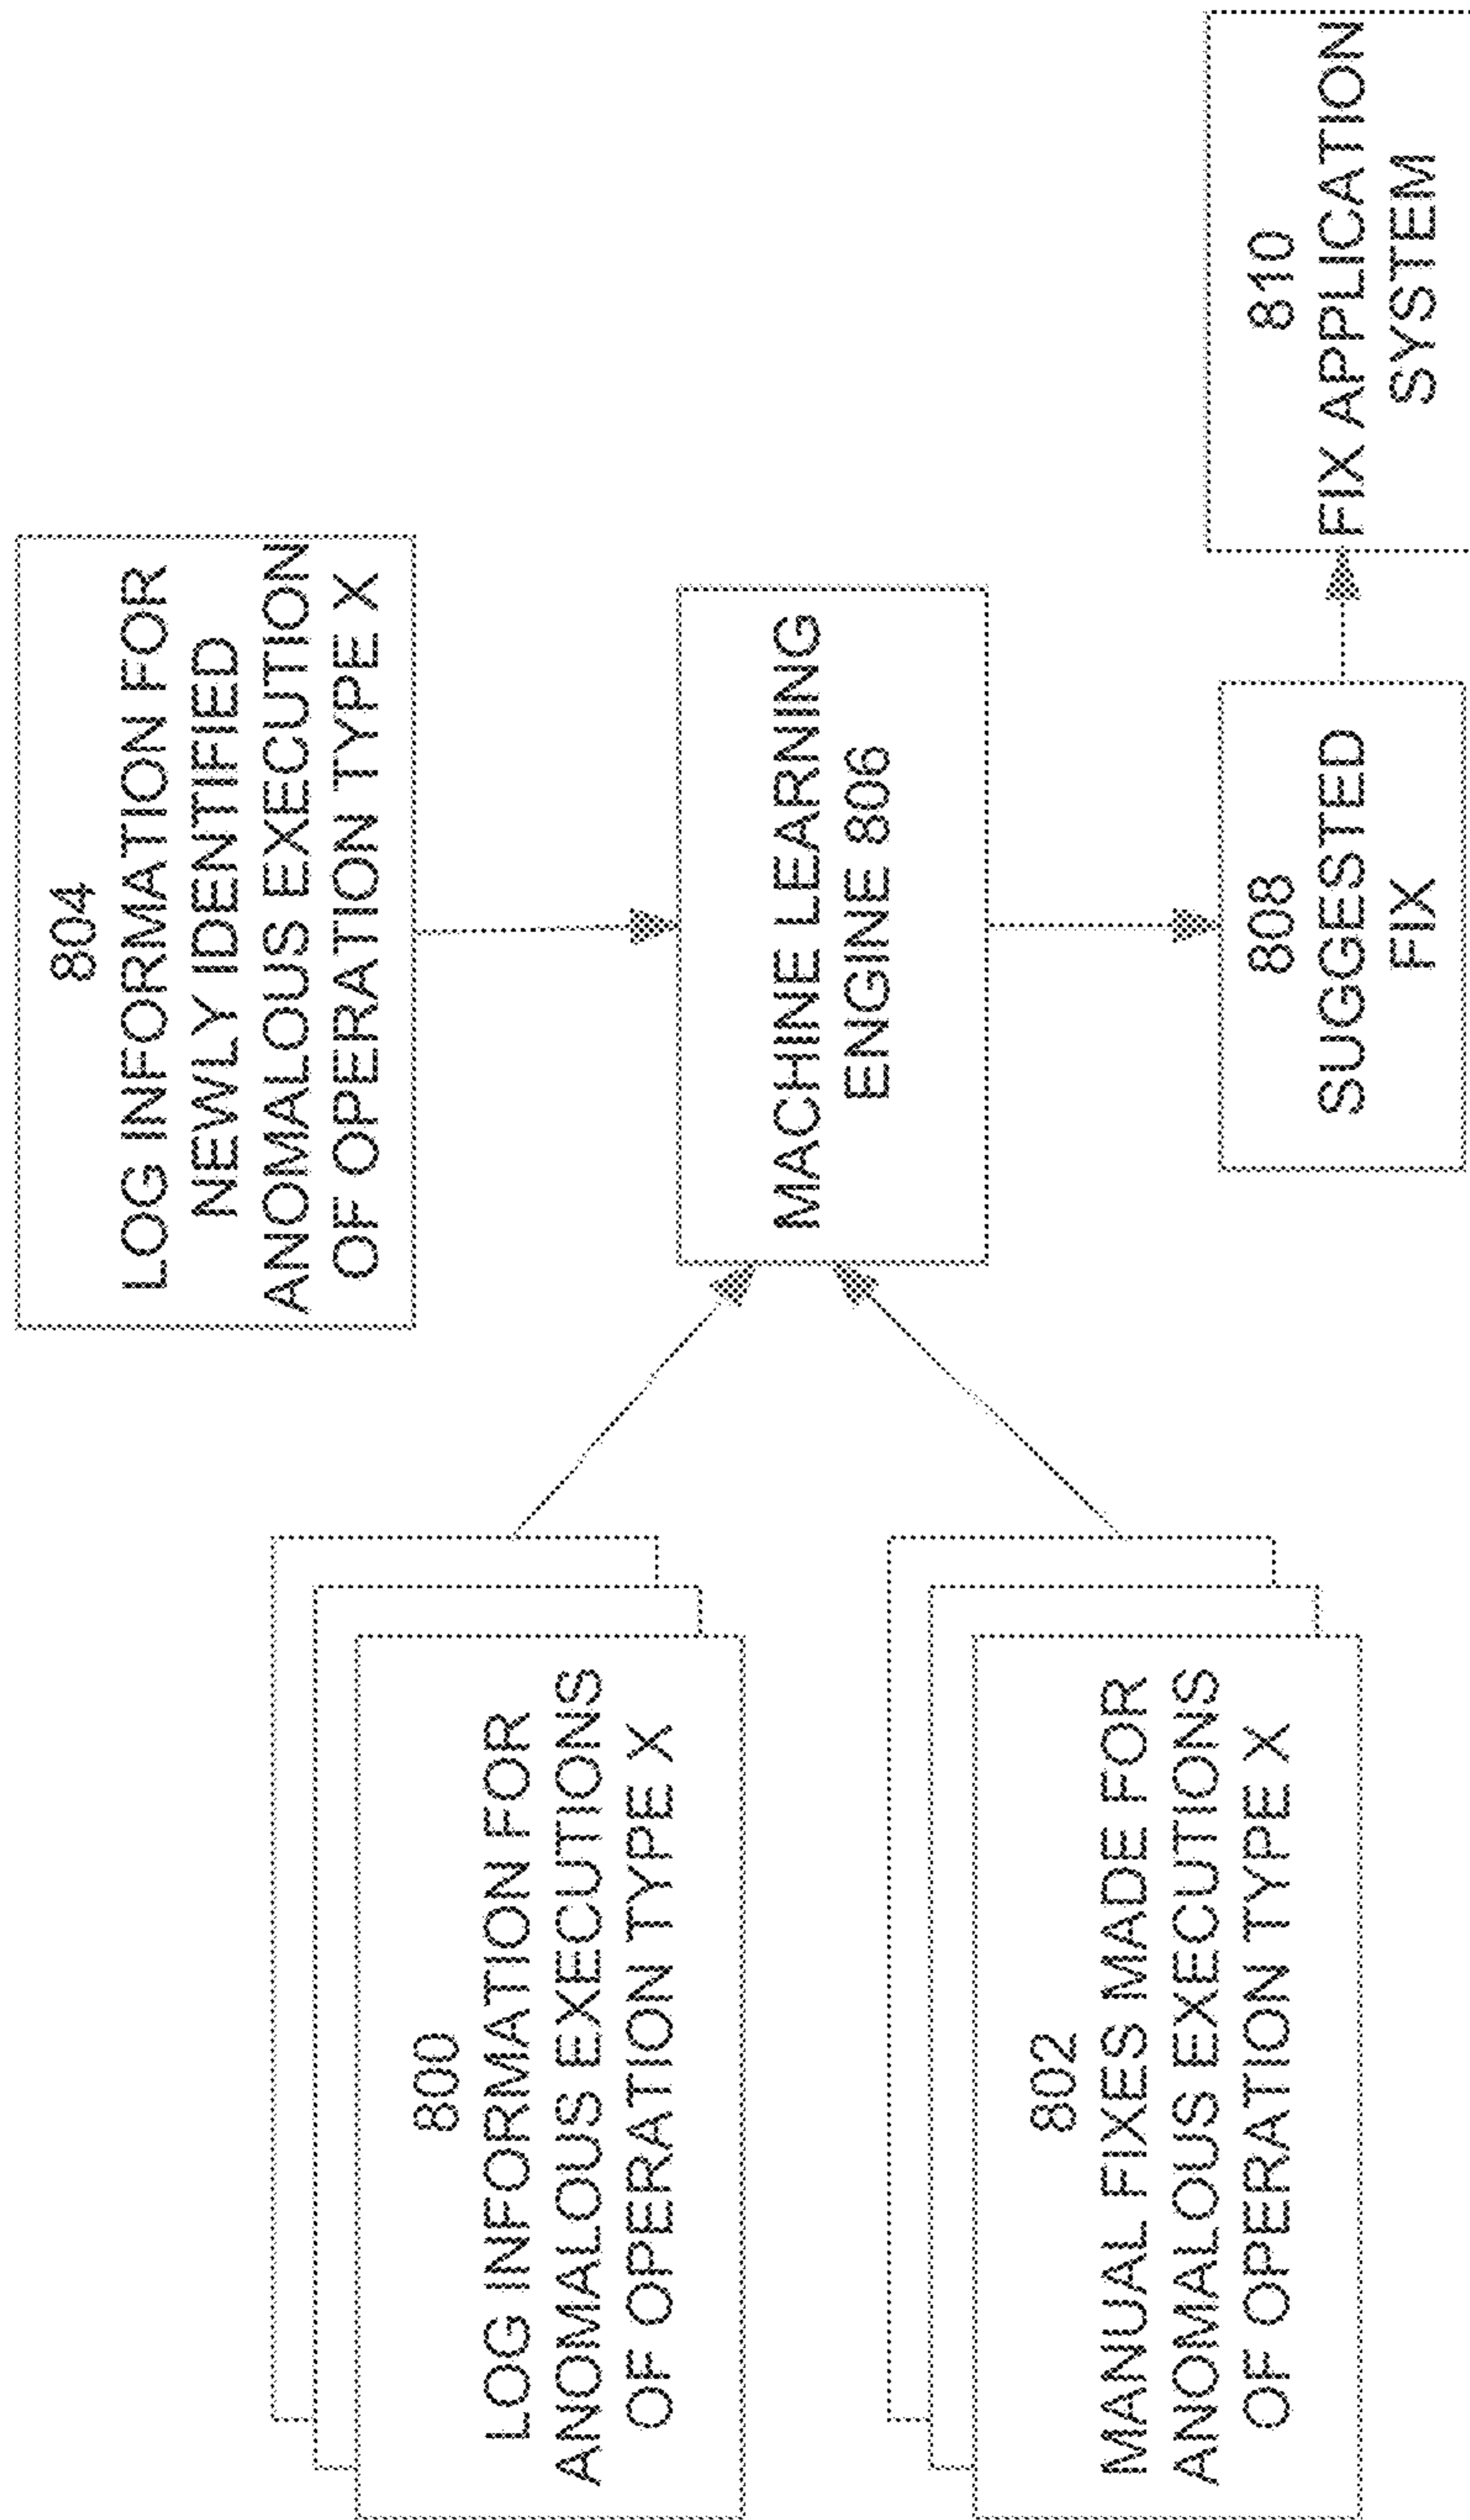 800
LOG INFORMATION FOR
ANOMALOUS EXECUTIONS
OF OPERATION TYPE X
802
MANUAL FIXES MADE FOR
ANOMALOUS EXECUTIONS
OF OPERATION TYPE X
804
LOG INFORMATION FOR
NEWLY IDENTIFIED
ANOMALOUS EXECUTION
OF OPERATION TYPE X
MACHINE LEARNING
ENGINE 806
808
SUGGESTED
FIX
810
FIX APPLICATION
SYSTEM